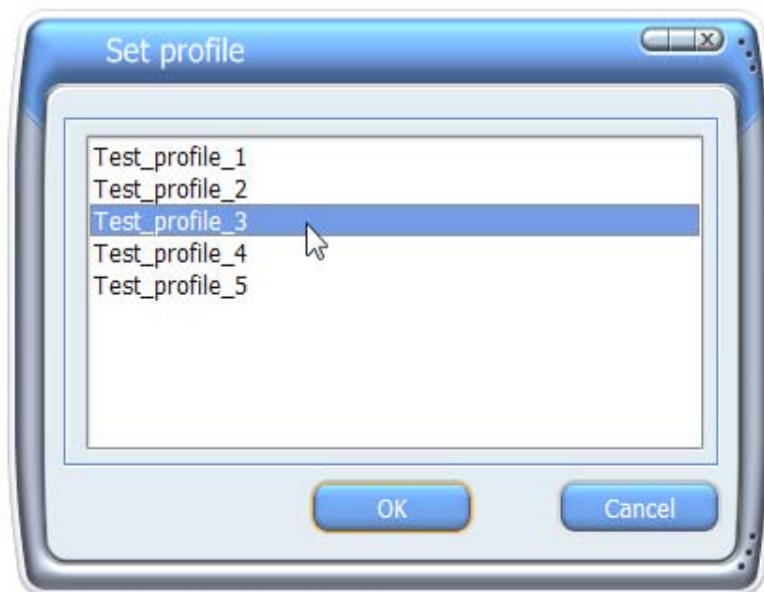 Set profile
X
Test_profile_1
Test_profile_2
Test_profile_3
Test_profile_4
Test_profile_5
OK
Cancel